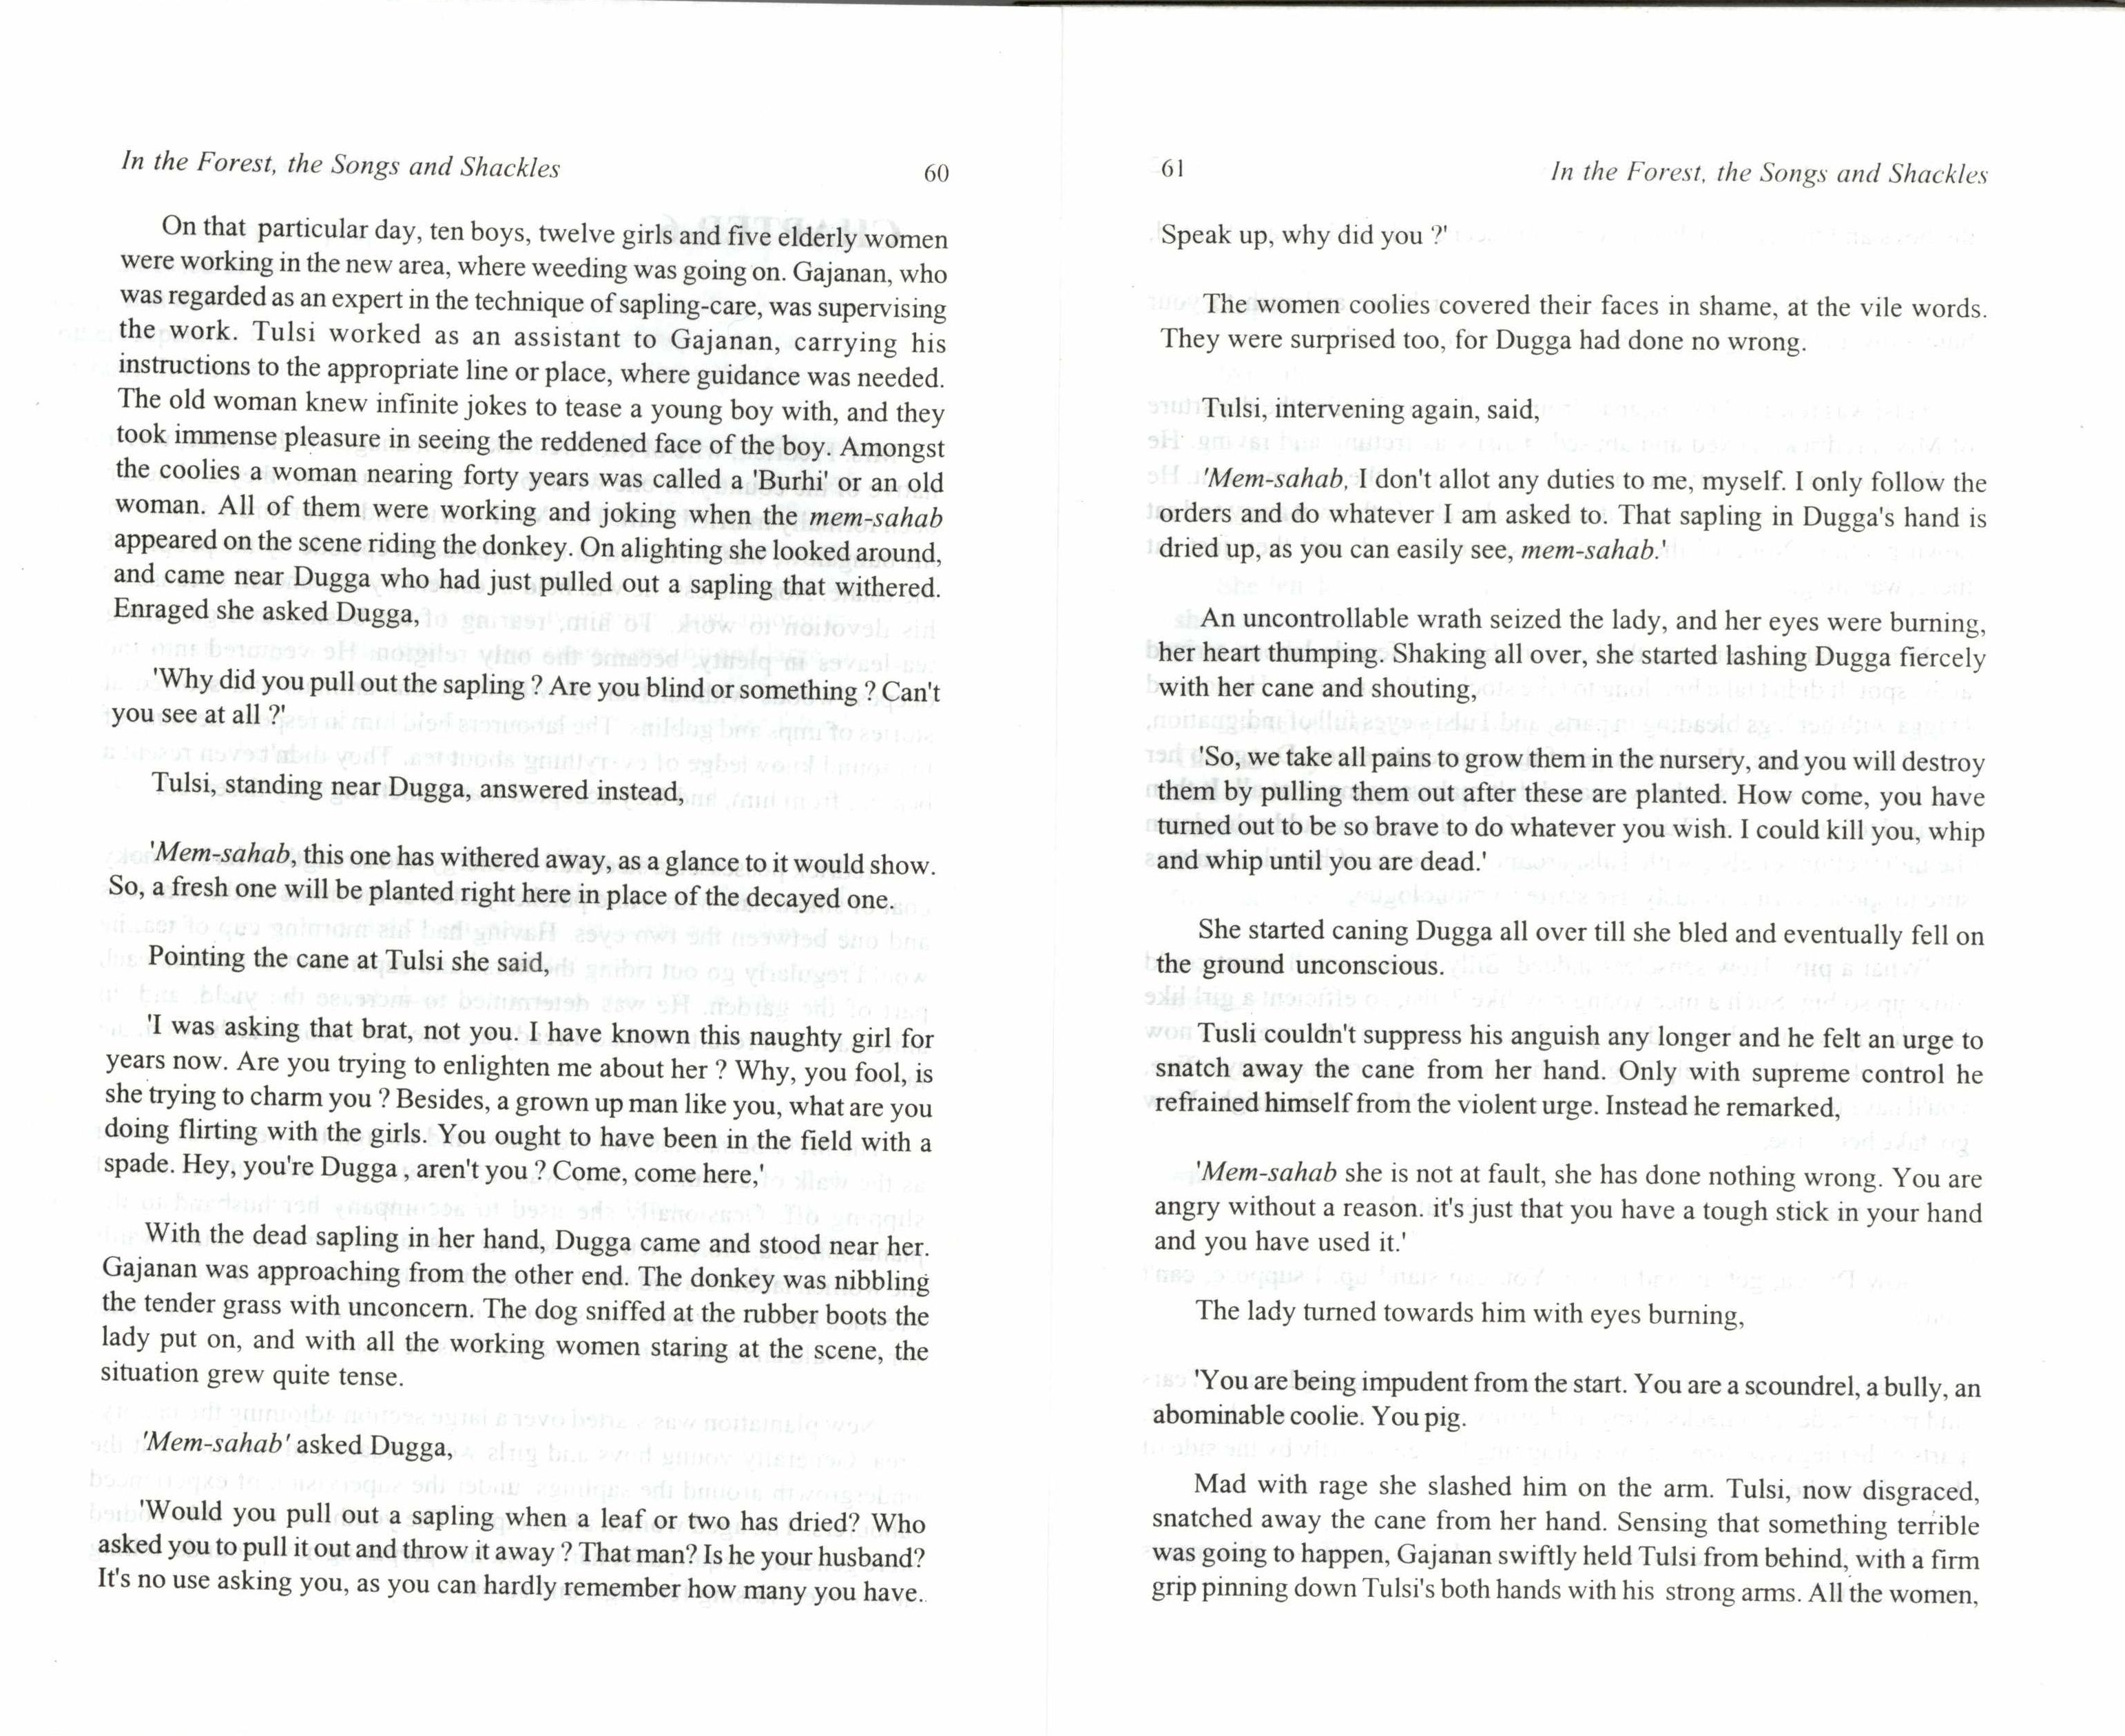 In the Forest, the Songs and Shackles 60
On that particular day, ten boys, twelve girls and five elderly women
were working in the new area, where weeding was going on. Gajanan, who
was regarded as an expert in the technique of sapling-care, was supervising
the work. Tulsi worked as an assistant to Gajanan, carrying his
instructions to the appropriate line or place, where guidance was needed.
The old woman knew infinite jokes to tease a young boy with, and they
took immense pleasure in seeing the reddened face of the boy. Amongst
the coolies a woman nearing forty years was called a 'Burhi' or an old
woman. All of them were working and joking when the mem-sahab
appeared on the scene riding the donkey. On alighting she looked around,
and came near Dugga who had just pulled out a sapling that withered.
Enraged she asked Dugga,
'Why did you pull out the sapling ? Are you blind or something ? Can't
you see at all ?'
Tulsi, standing near Dugga, answered instead,
'Mem-sahab, this one has withered away, as a glance to it would show.
So, a fresh one will be planted right here in place of the decayed one.
Pointing the cane at Tulsi she said,
'I was asking that brat, not you. I have known this naughty girl for
years now. Are you trying to enlighten me about her ? Why, you fool, is
she trying to charm you ? Besides, a grown up man like you, what are you
doing flirting with the girls. You ought to have been in the field with a
spade. Hey, you're Dugga , aren't you ? Come, come here,'
With the dead sapling in her hand, Dugga came and stood near her.
Gajanan was approaching from the other end. The donkey was nibbling
the tender grass with unconcern. The dog sniffed at the rubber boots the
lady put on, and with all the working women staring at the scene, the
situation grew quite tense.
'Mem-sahab' asked Dugga,
'Would you pull out a sapling when a leaf or two has dried? Who
asked you to pull it out and throw it away ? That man? Is he your husband?
It's no use asking you, as you can hardly remember how many you have.
61 In the Forest, the Songs and Shackles
Speak up, why did you ?'
The women coolies covered their faces in shame, at the vile words.
They were surprised too, for Dugga had done no wrong.
Tulsi, intervening again, said,
'Mem-sahab, I don't allot any duties to me, myself. I only follow the
orders and do whatever I am asked to. That sapling in Dugga's hand is
dried up, as you can easily see, mem-sahab.'
An uncontrollable wrath seized the lady, and her eyes were burning,
her heart thumping. Shaking all over, she started lashing Dugga fiercely
with her cane and shouting,
'So, we take all pains to grow them in the nursery, and you will destroy
them by pulling them out after these are planted. How come, you have
turned out to be so brave to do whatever you wish. I could kill you, whip
and whip until you are dead.'
She started caning Dugga all over till she bled and eventually fell on
the ground unconscious.
Tusli couldn't suppress his anguish any longer and he felt an urge to
snatch away the cane from her hand. Only with supreme control he
refrained himself from the violent urge. Instead he remarked,
'Mem-sahab she is not at fault, she has done nothing wrong. You are
angry without a reason. it's just that you have a tough stick in your hand
and you have used it.'
The lady turned towards him with eyes burning,
'You are being impudent from the start. You are a scoundrel, a bully, an
abominable coolie. You pig.
Mad with rage she slashed him on the arm. Tulsi, now disgraced,
snatched away the cane from her hand. Sensing that something terrible
was going to happen, Gajanan swiftly held Tulsi from behind, with a firm
grip pinning down Tulsi's both hands with his strong arms. All the women,